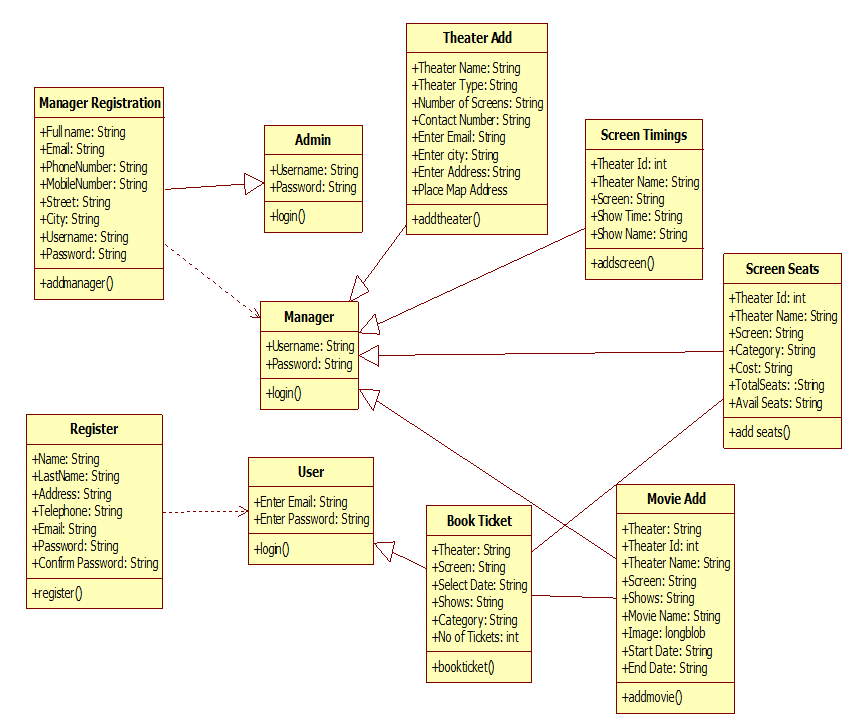 Theater Add
+Theater Name: String
+Theater Type: String
+Number of Screens: String
+Contact Number: String
+Enter Email: String
+Enter city: String
+Enter Address: String
+Place Map Address
+addtheater()
Manager Registration
+Full name: String
+Email: String
+PhoneNumber: String
+MobileNumber: String
+Street: String
+City: String
+Username: String
+Password: String
+addmanager()
Admin
+Username: String
+Password: String
+login()
Screen Timings
+Theater Id: int
+Theater Name: String
+Screen: String
+Show Time: String
+Show Name: String
+addscreen()
Screen Seats
+Theater Id: int
+Theater Name: String
+Screen: String
+Category: String
+Cost: String
+TotalSeats: :String
+Avail Seats: String
+add seats()
Manager
+Username: String
+Password: String
+login()
Register
+Name: String
+LastName: String
+Address: String
+Telephone: String
+Email: String
+Password: String
+Confirm Password: String
+register()
User
+Enter Email: String
+Enter Password: String
+login()
Book Ticket
+Theater: String
+Screen: String
+Select Date: String
+Shows: String
+Category: String
+No of Tickets: int
+bookticket()
Movie Add
+Theater: String
+Theater Id: int
+Theater Name: String
+Screen: String
+Shows: String
+Movie Name: String
+Image: longblob
+Start Date: String
+End Date: String
+addmovie()